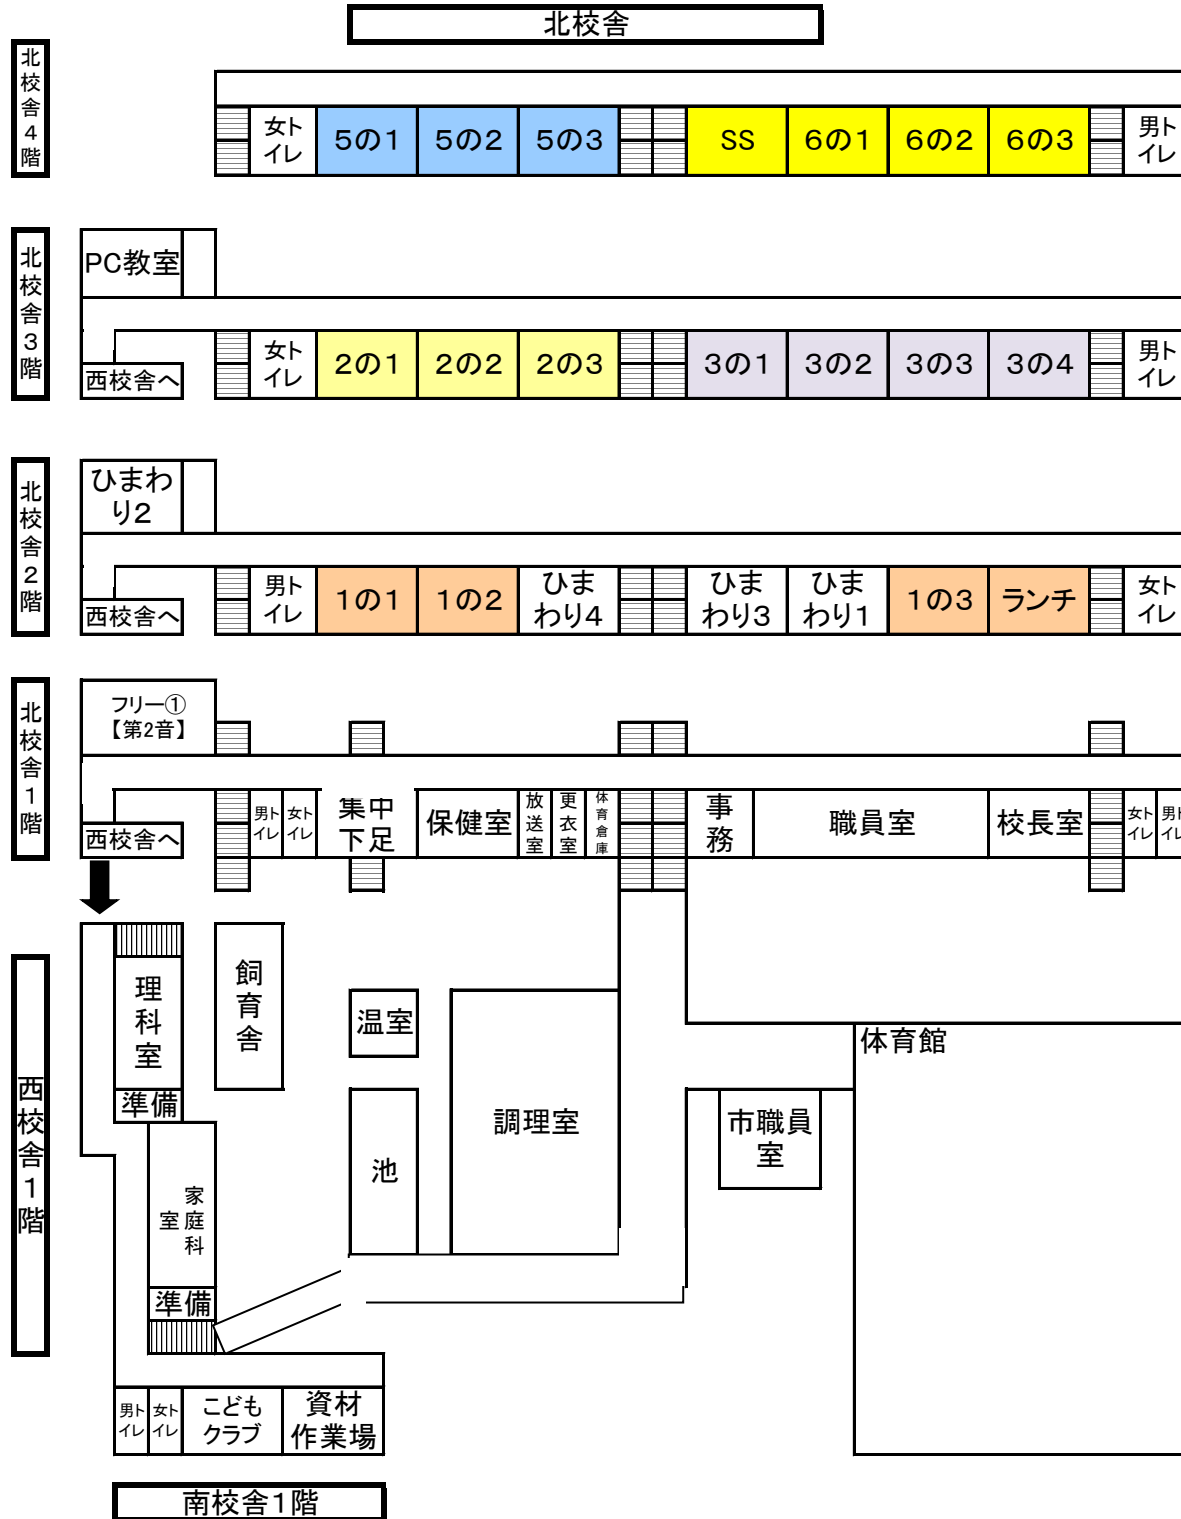 北校舎
北校舎4階
女ト
イレ
5の1
5の2
5の3
SS
6の1
6の2
6の3
男ト
イレ
北校舎3階
PC教室
西校舎へ
女ト
イレ
2の1
2の2
2の3
3の1
3の2
3の3
3の4
男ト
イレ
北校舎2階
ひまわ
り2
西校舎へ
男ト
イレ
1の1
1の2
ひま
わり4
ひま
わり3
ひま
わり1
1の3
ランチ
女ト
イレ
北校舎1階
フリー①
【第2音】
西校舎へ
男ト
イレ
女ト
イレ
集中
下足
保健室
放送室
更衣室
体育倉庫
事務
職員室
校長室
女ト
イレ
男ト
イレ
西校舎1階
理科室
準備
飼育舎
温室
池
調理室
体育館
市職員
室
家庭科
室
準備
男ト
イレ
女ト
イレ
こども
クラブ
資材
作業場
南校舎1階